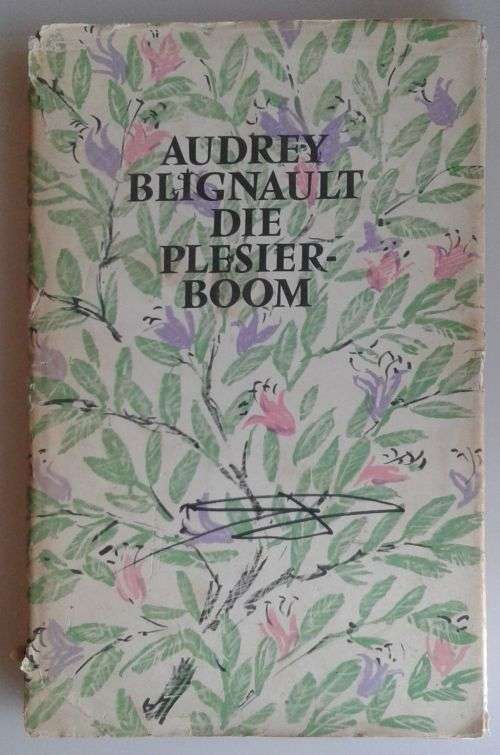 AUDREY
BLIGNAULT
DIE
PLESIER-
BOOM